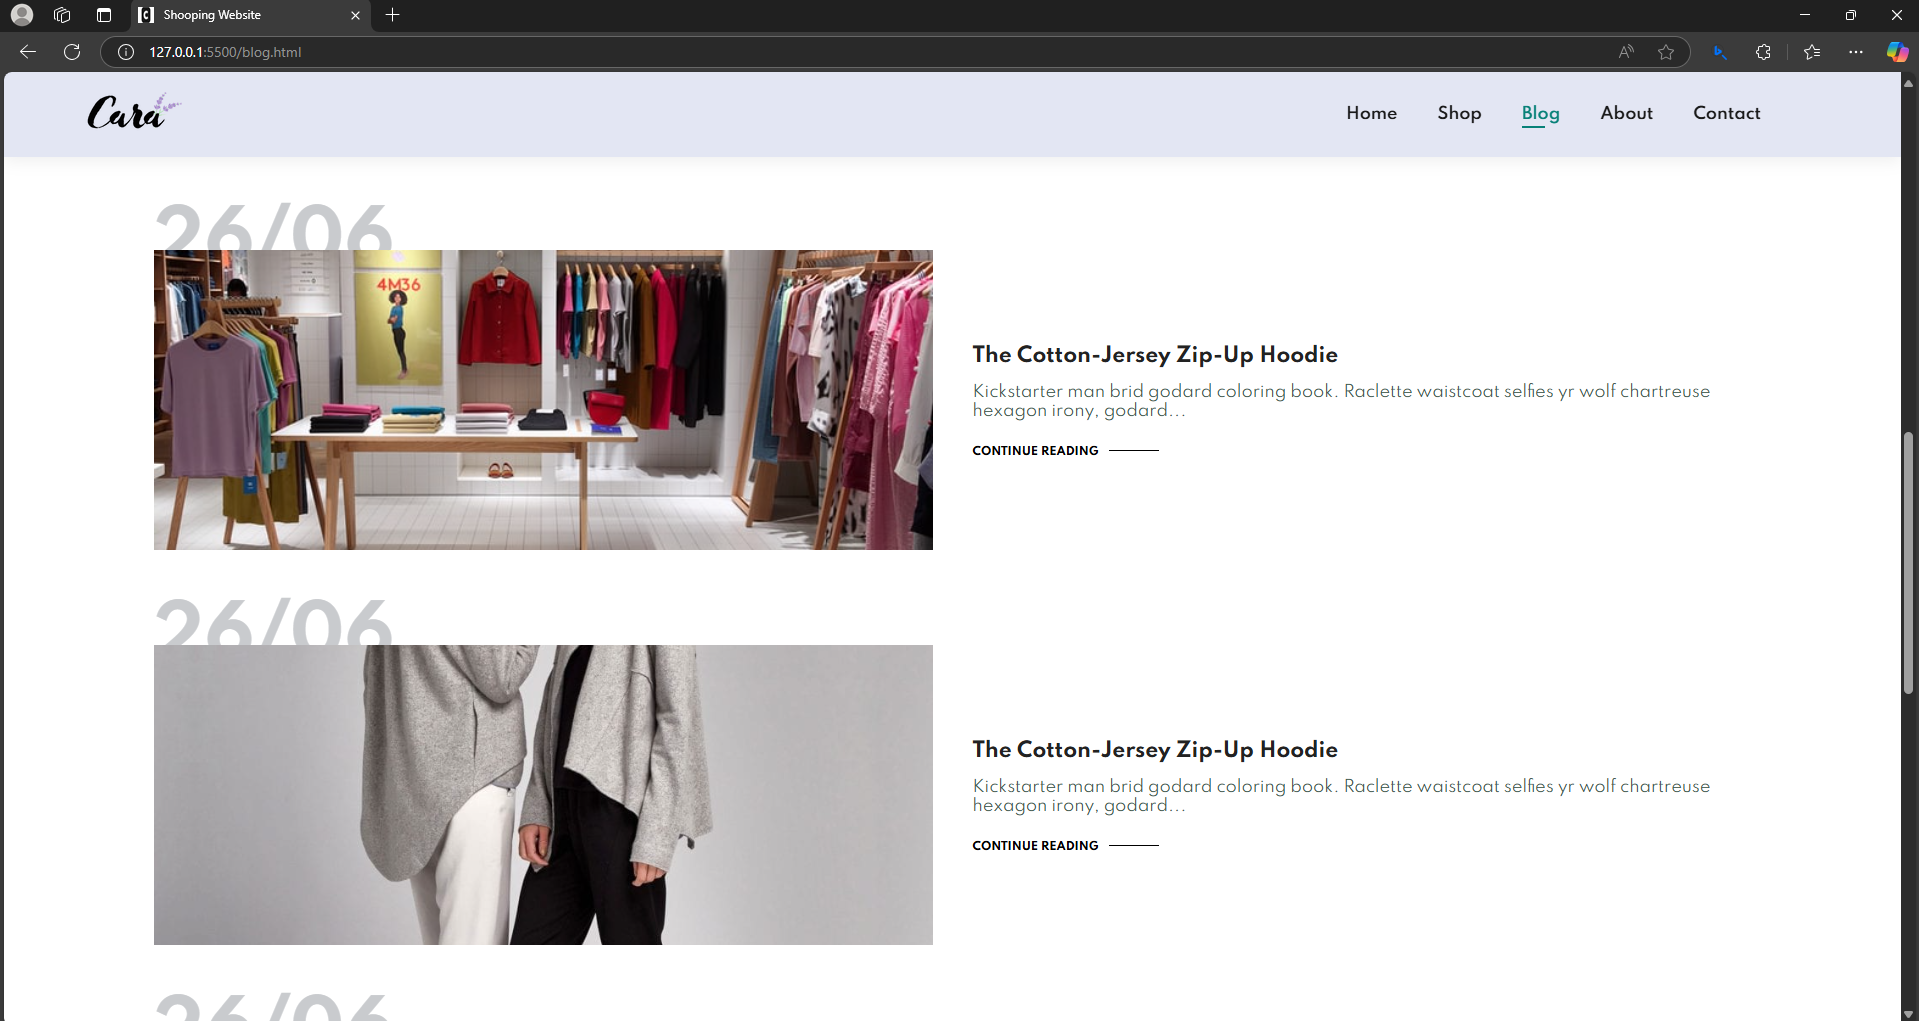 Shooping Website
127.0.0.1:5500/blog.html
Cara
Home Shop Blog About Contact
26/06
4M36
The Cotton-Jersey Zip-Up Hoodie
Kickstarter man brid godard coloring book. Raclette waistcoat selfies yr wolf chartreuse
hexagon irony, godard...
CONTINUE READING
26/06
The Cotton-Jersey Zip-Up Hoodie
Kickstarter man brid godard coloring book. Raclette waistcoat selfies yr wolf chartreuse
hexagon irony, godard...
CONTINUE READING
26/06